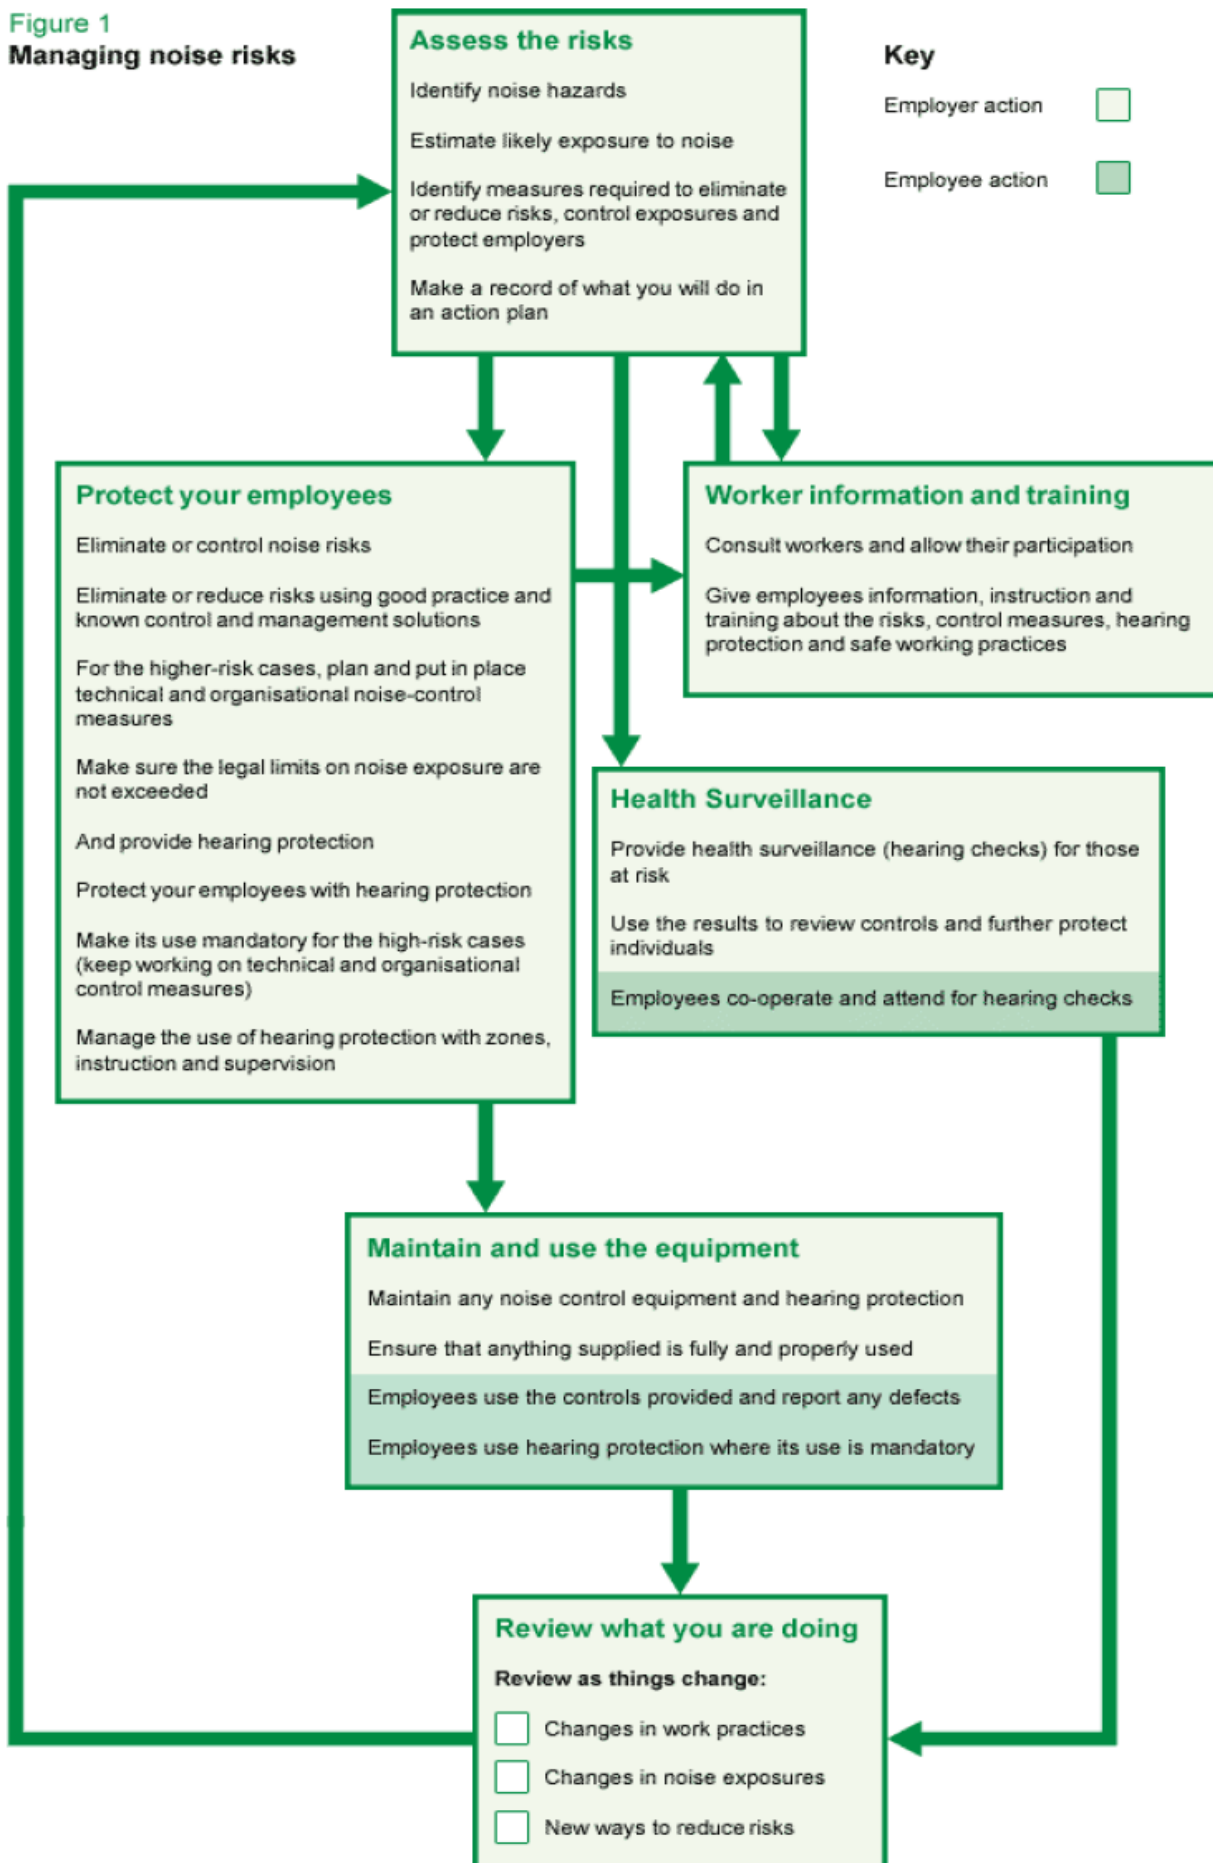 Figure 1
Managing noise risks
Assess the risks
Identify noise hazards
Estimate likely exposure to noise
Identify measures required to eliminate
or reduce risks, control exposures and
protect employers
Make a record of what you will do in
an action plan
Key
Employer action
Employee action
Protect your employees
Eliminate or control noise risks
Eliminate or reduce risks using good practice and
known control and management solutions
For the higher-risk cases, plan and put in place
technical and organisational noise-control
measures
Make sure the legal limits on noise exposure are
not exceeded
And provide hearing protection
Protect your employees with hearing protection
Make its use mandatory for the high-risk cases
(keep working on technical and organisational
control measures)
Manage the use of hearing protection with zones,
instruction and supervision
Worker information and training
Consult workers and allow their participation
Give employees information, instruction and
training about the risks, control measures, hearing
protection and safe working practices
Health Surveillance
Provide health surveillance (hearing checks) for those
at risk
Use the results to review controls and further protect
individuals
Employees co-operate and attend for hearing checks
Maintain and use the equipment
Maintain any noise control equipment and hearing protection
Ensure that anything supplied is fully and properly used
Employees use the controls provided and report any defects
Employees use hearing protection where its use is mandatory
Review what you are doing
Review as things change:
Changes in work practices
Changes in noise exposures
New ways to reduce risks